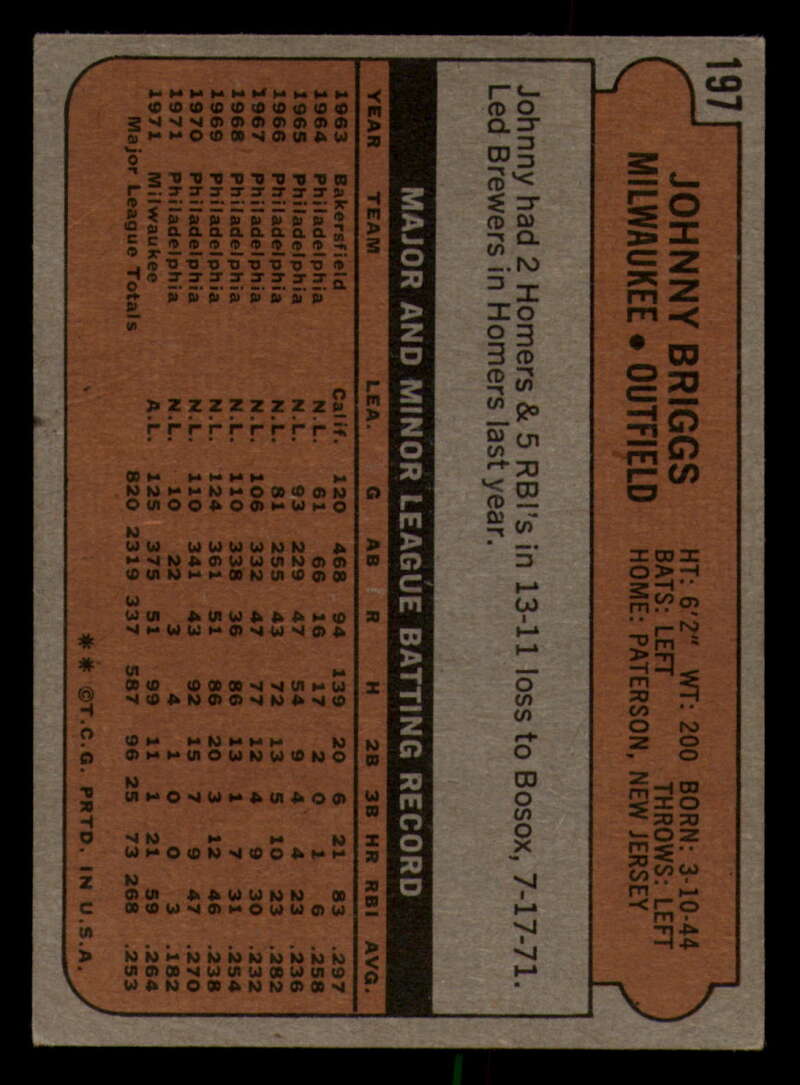 197
JOHNNY BRIGGS
MILWAUKEE • OUTFIELD
HT: 6'2" WT: 200 BORN: 3-10-44
BATS: LEFT THROWS: LEFT
HOME: PATERSON, NEW JERSEY
Johnny had 2 Homers & 5 RBI's in 13-11 loss to Bosox, 7-17-71.
Led Brewers in Homers last year.
MAJOR AND MINOR LEAGUE BATTING RECORD
YEAR TEAM LEA. G AB R H 2B 3B HR RBI AVG.
1963 Bakersfield Calif. 120 468 94 139 20 6 21 83 .297
1964 Philadelphia N.L. 61 66 16 17 2 0 1 6 .258
1965 Philadelphia N.L. 93 229 47 54 9 4 4 23 .236
1966 Philadelphia N.L. 81 255 43 72 13 5 10 23 .282
1967 Philadelphia N.L. 106 332 47 77 12 4 9 30 .232
1968 Philadelphia N.L. 110 338 36 86 13 1 7 31 .254
1969 Philadelphia N.L. 124 361 51 86 20 3 12 46 .238
1970 Philadelphia N.L. 110 341 43 92 15 7 9 47 .270
1971 Philadelphia N.L. 10 22 3 4 1 0 0 3 .182
1971 Milwaukee A.L. 125 375 51 99 11 1 21 59 .264
Major League Totals 820 2319 337 587 96 25 73 268 .253
** ©T.C.G. PRTD. IN U.S.A.